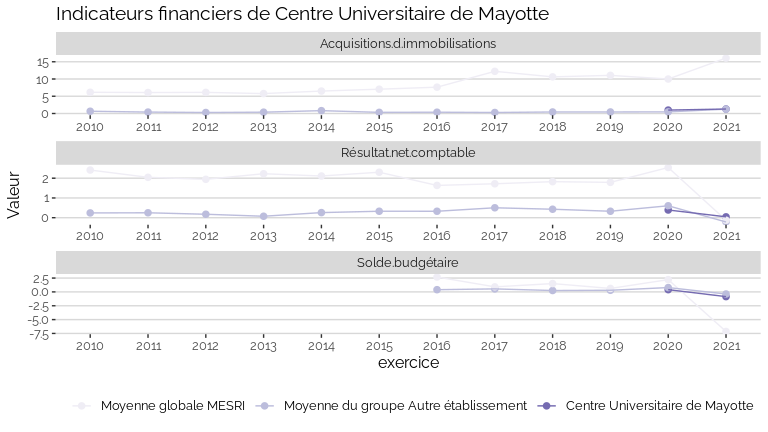 Indicateurs financiers de Centre Universitaire de Mayotte
Acquisitions.d.immobilisations
15
10
5
0
2010 2011 2012 2013 2014 2015 2016 2017 2018 2019 2020 2021
Résultat.net.comptable
2
1
0
2010 2011 2012 2013 2014 2015 2016 2017 2018 2019 2020 2021
Valeur
Solde.budgétaire
2.5
0.0
-2.5
-5.0
-7.5
2010 2011 2012 2013 2014 2015 2016 2017 2018 2019 2020 2021
exercice
Moyenne globale MESRI Moyenne du groupe Autre établissement Centre Universitaire de Mayotte